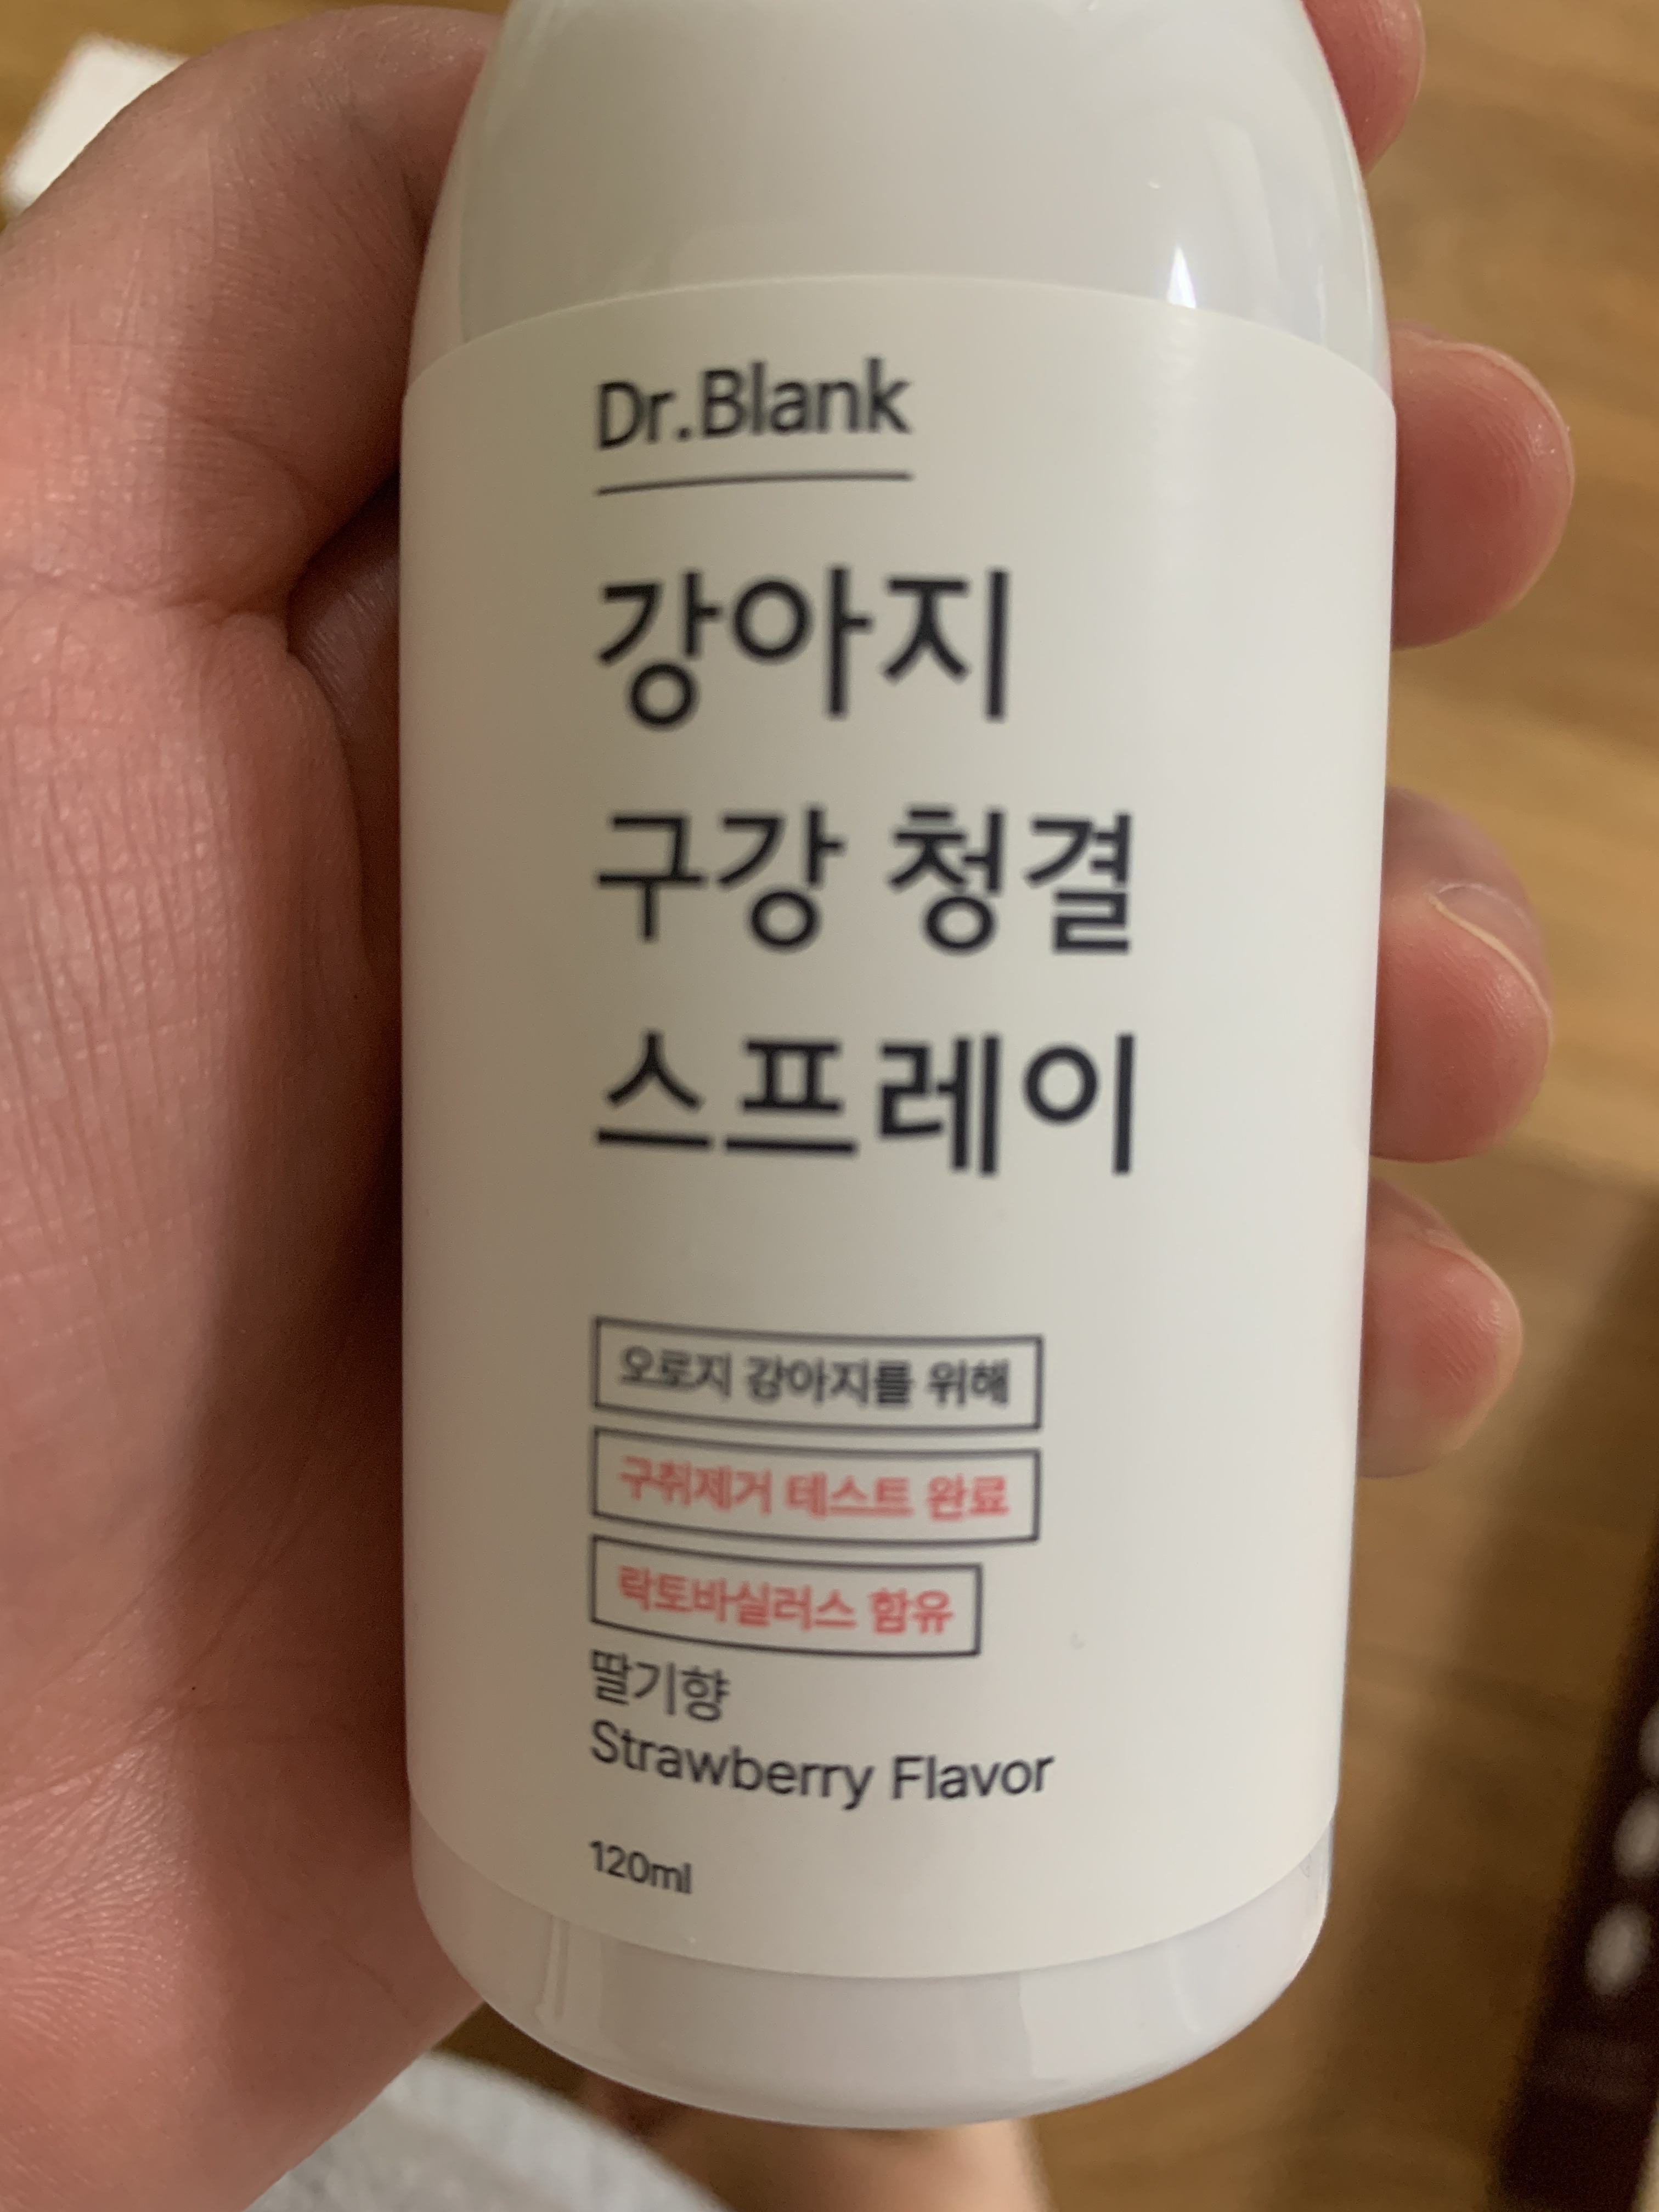 Dr.Blank
강아지
구강 청결
스프레이
오로지 강아지를 위해
구취제거 테스트 완료
락토바실러스 함유
딸기향
Strawberry Flavor
120ml